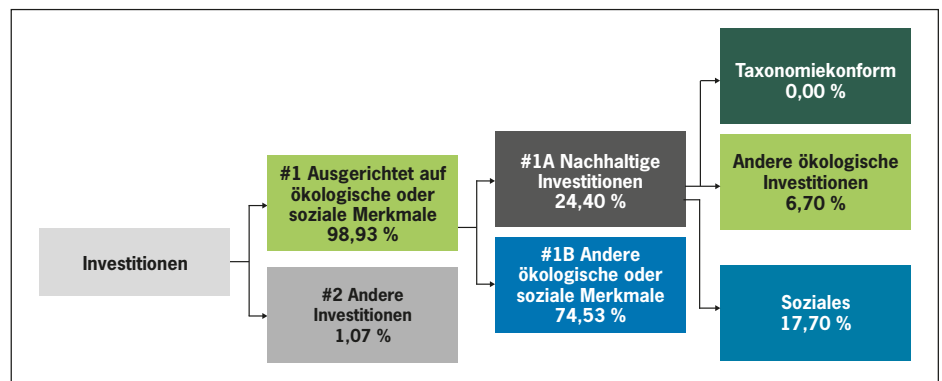 Investitionen
#1 Ausgerichtet auf
ökologische oder
soziale Merkmale
98,93 %
#2 Andere
Investitionen
1,07 %
#1A Nachhaltige
Investitionen
24,40 %
#1B Andere
ökologische oder
soziale Merkmale
74,53 %
Taxonomiekonform
0,00 %
Andere ökologische
Investitionen
6,70 %
Soziales
17,70 %